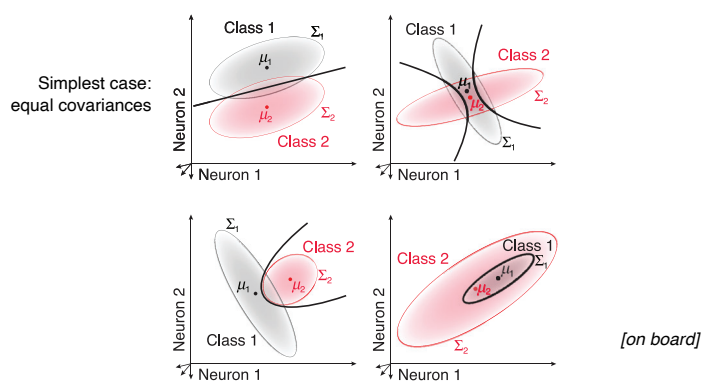 Simplest case:
equal covariances
Class 1
Σ1
μ1
μ2
Σ2
Class 2
Neuron 2
Neuron 1
Class 1
Class 2
μ1
μ2
Σ2
Σ1
Neuron 2
Neuron 1
Σ1
Class 2
Σ2
μ1
μ2
Class 1
Neuron 2
Neuron 1
Class 1
Class 2
Σ1
μ1
μ2
Σ2
Neuron 2
Neuron 1
[on board]